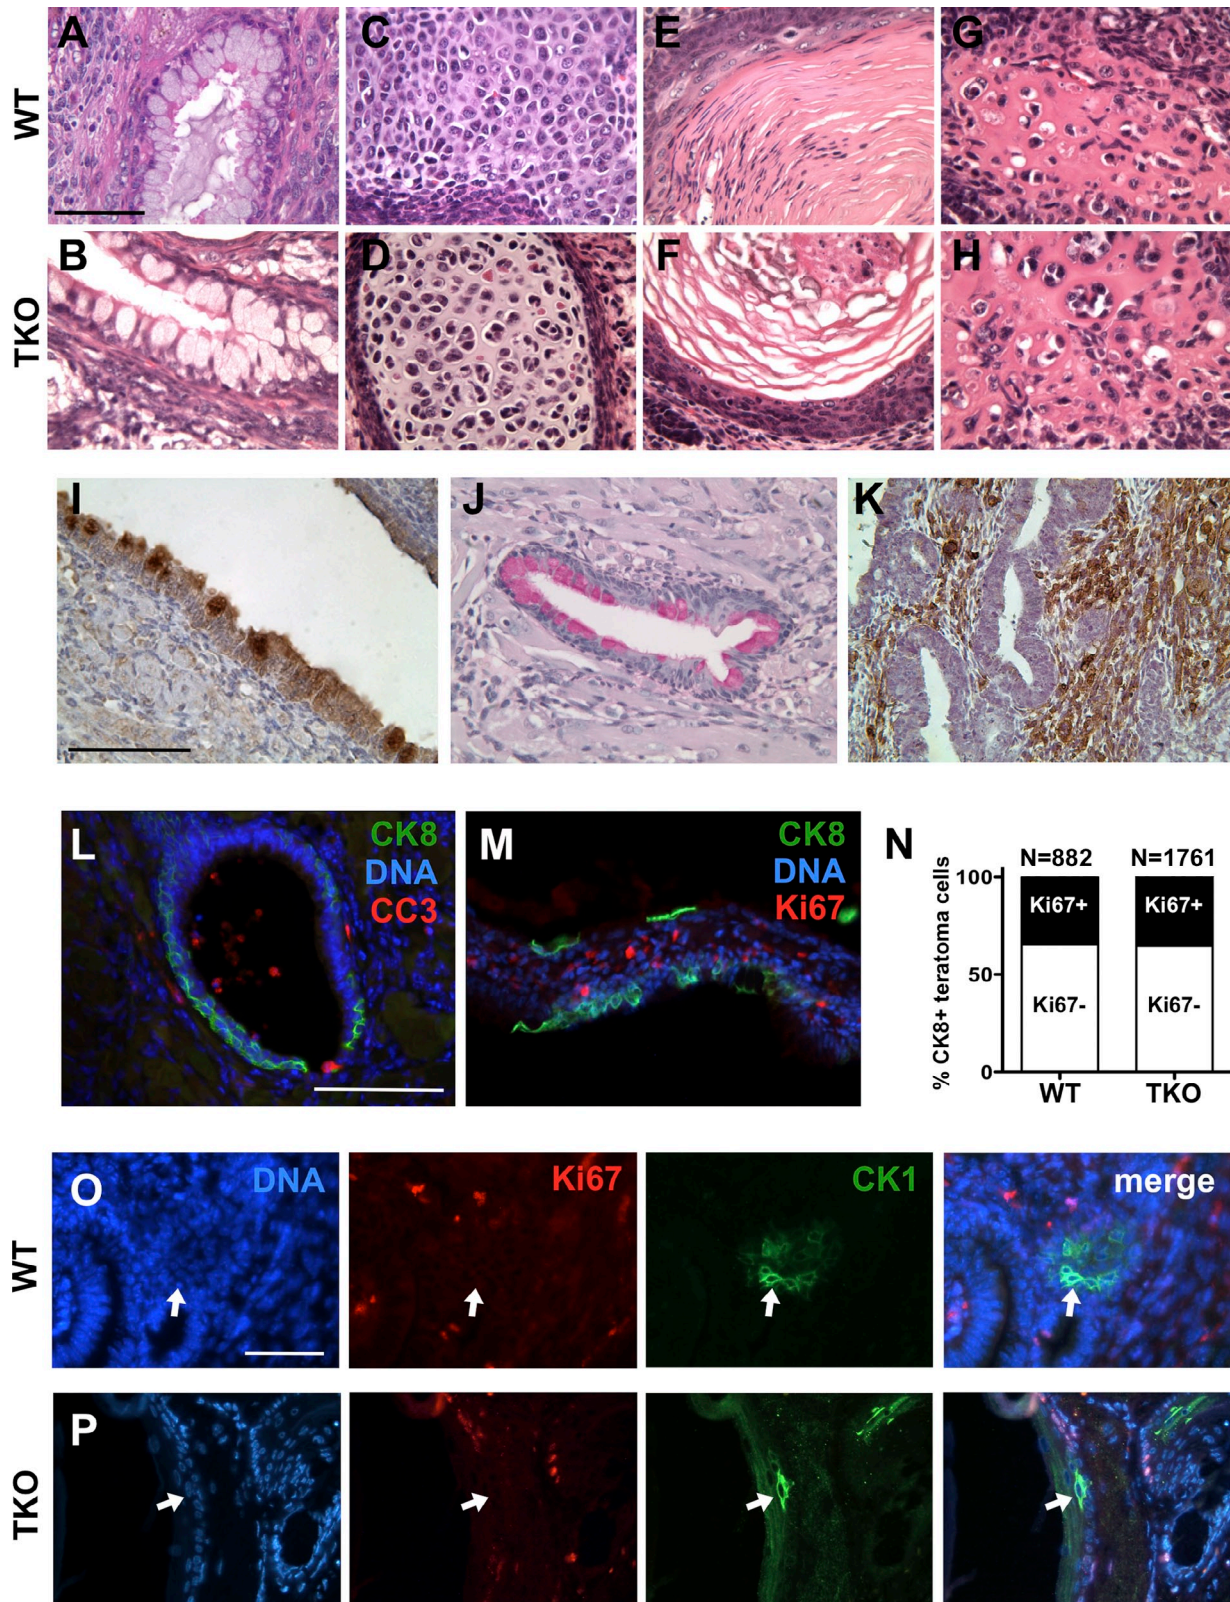 WT
A
C
E
G
TKO
B
D
F
H
I
J
K
L
CK8
DNA
CC3
M
CK8
DNA
Ki67
N
N=882
N=1761
% CK8+ teratoma cells
100
50
0
Ki67+
Ki67+
Ki67-
Ki67-
WT
TKO
WT
O
DNA
Ki67
CK1
merge
TKO
P